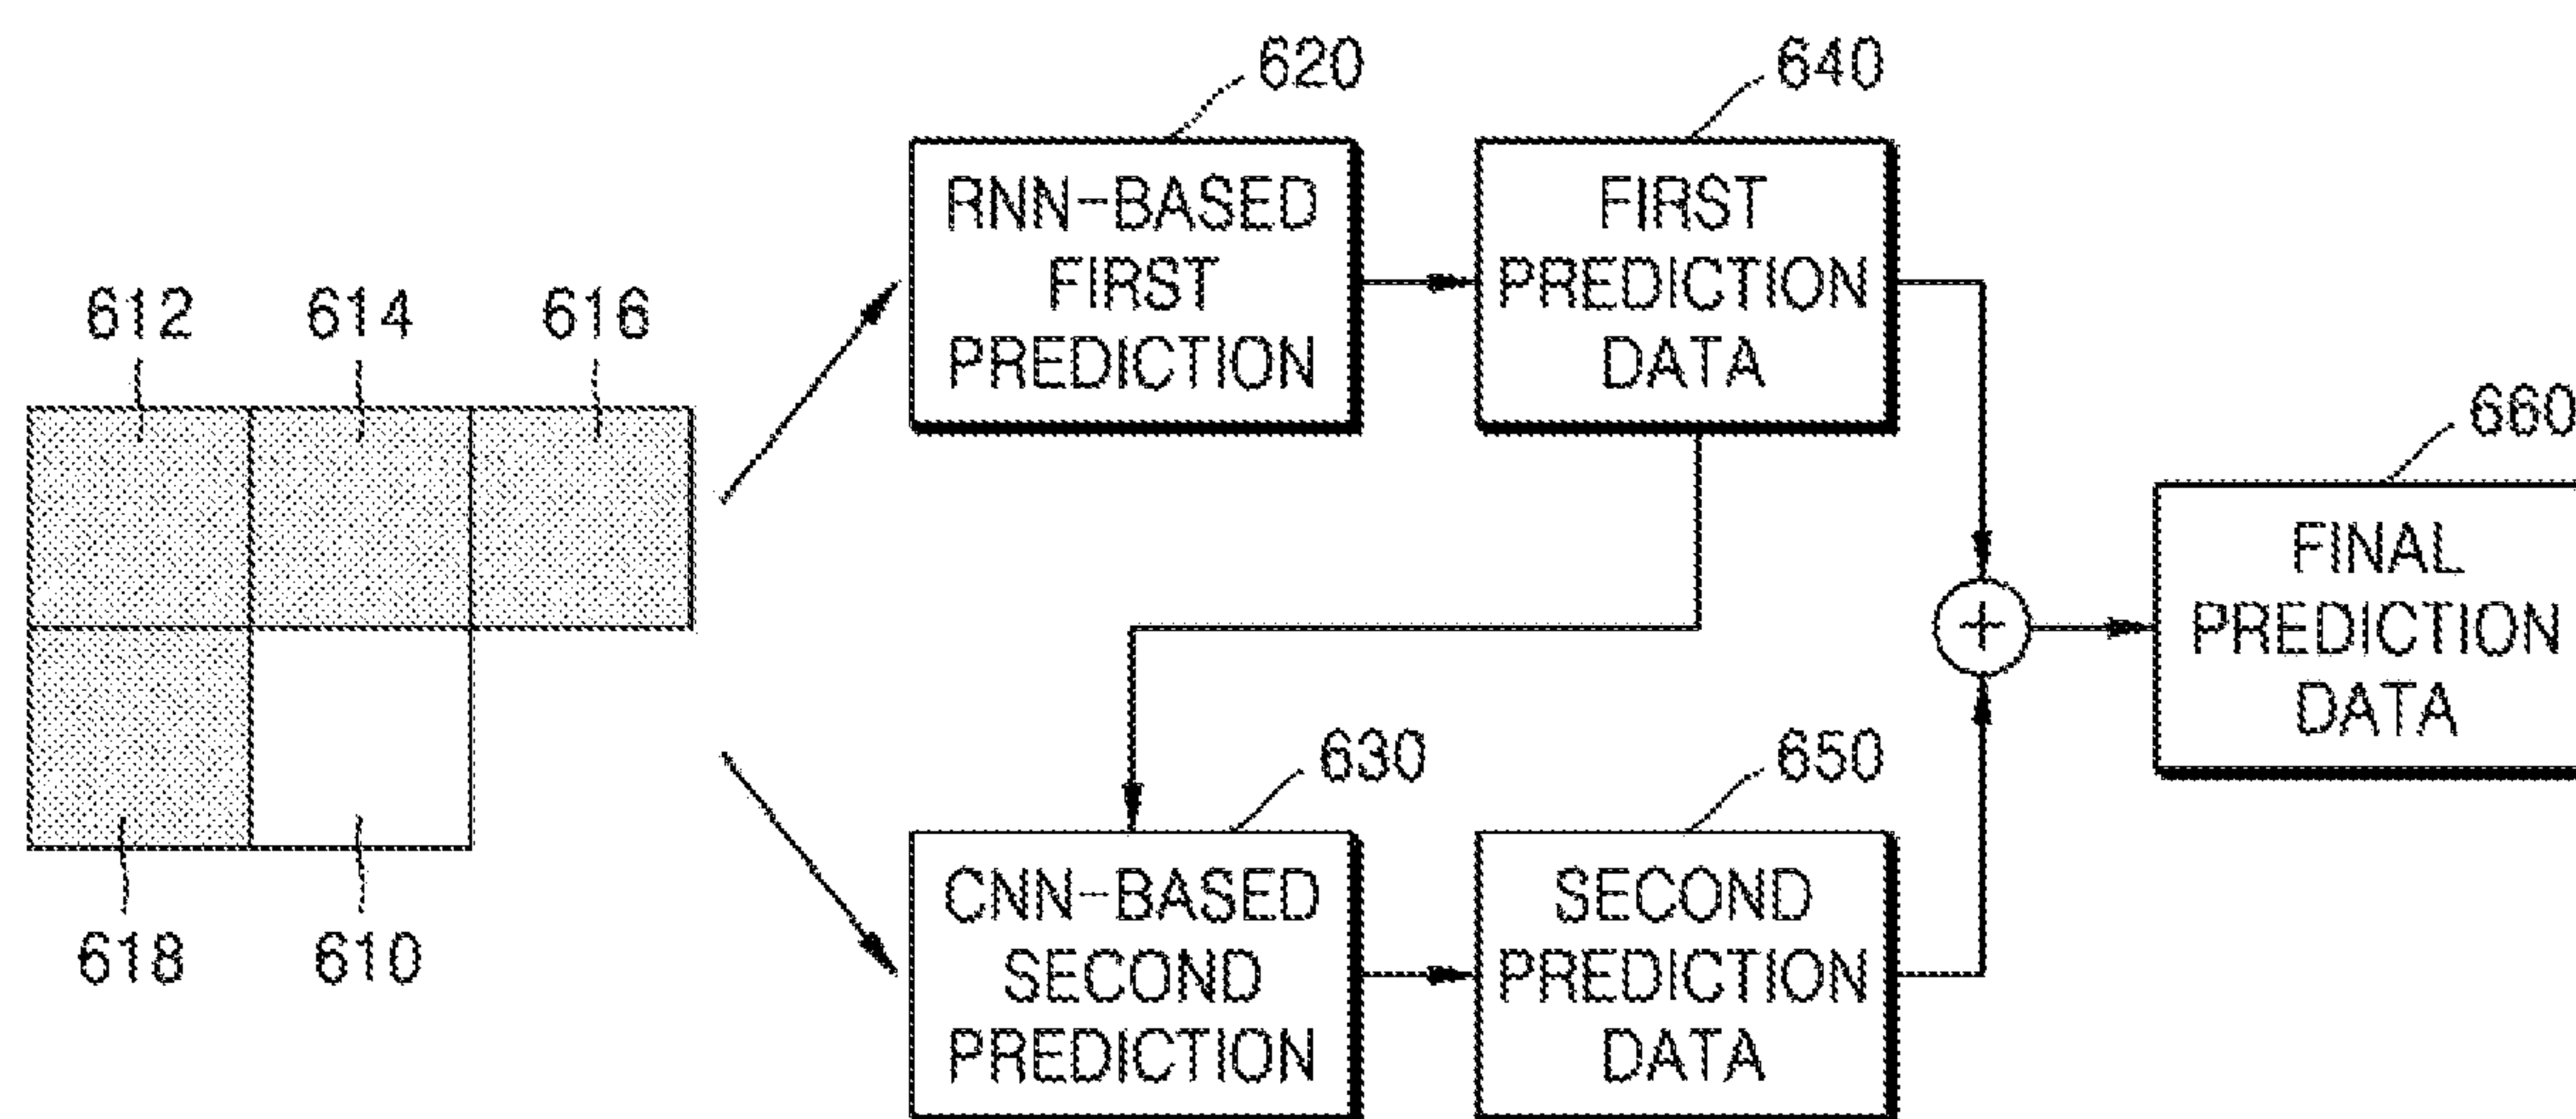 620
640
RNN-BASED
FIRST
PREDICTION
FIRST
PREDICTION
DATA
612
614
616
660
FINAL
PREDICTION
DATA
+
630
650
CNN-BASED
SECOND
PREDICTION
SECOND
PREDICTION
DATA
618
610